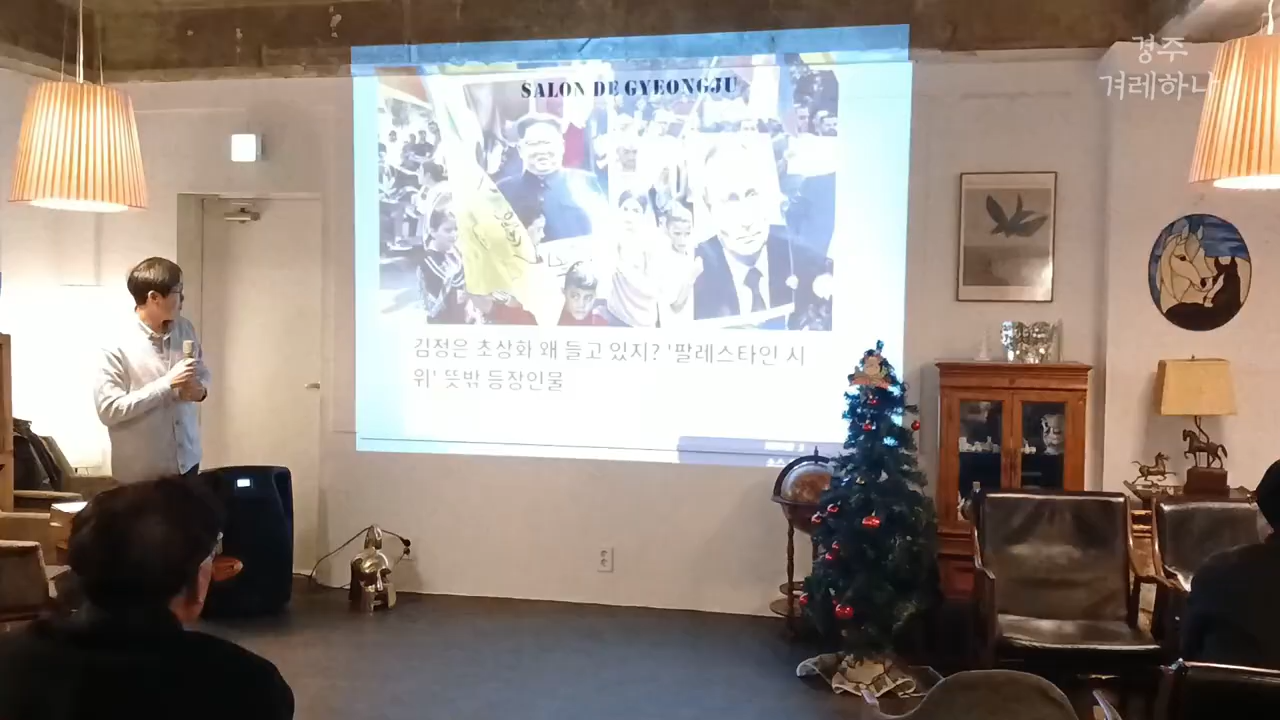 경주
겨레하나
SALON DE GYEONGJU
김정은 초상화 왜 들고 있지? '팔레스타인 시
위' 뜻밖 등장인물